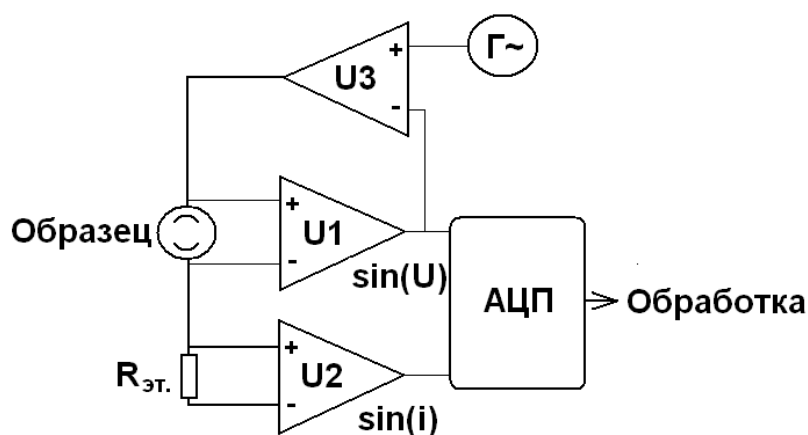 Г~
+
U3
-
Образец
+
U1
-
sin(U)
АЦП
Обработка
+
U2
-
Rэт.
sin(i)